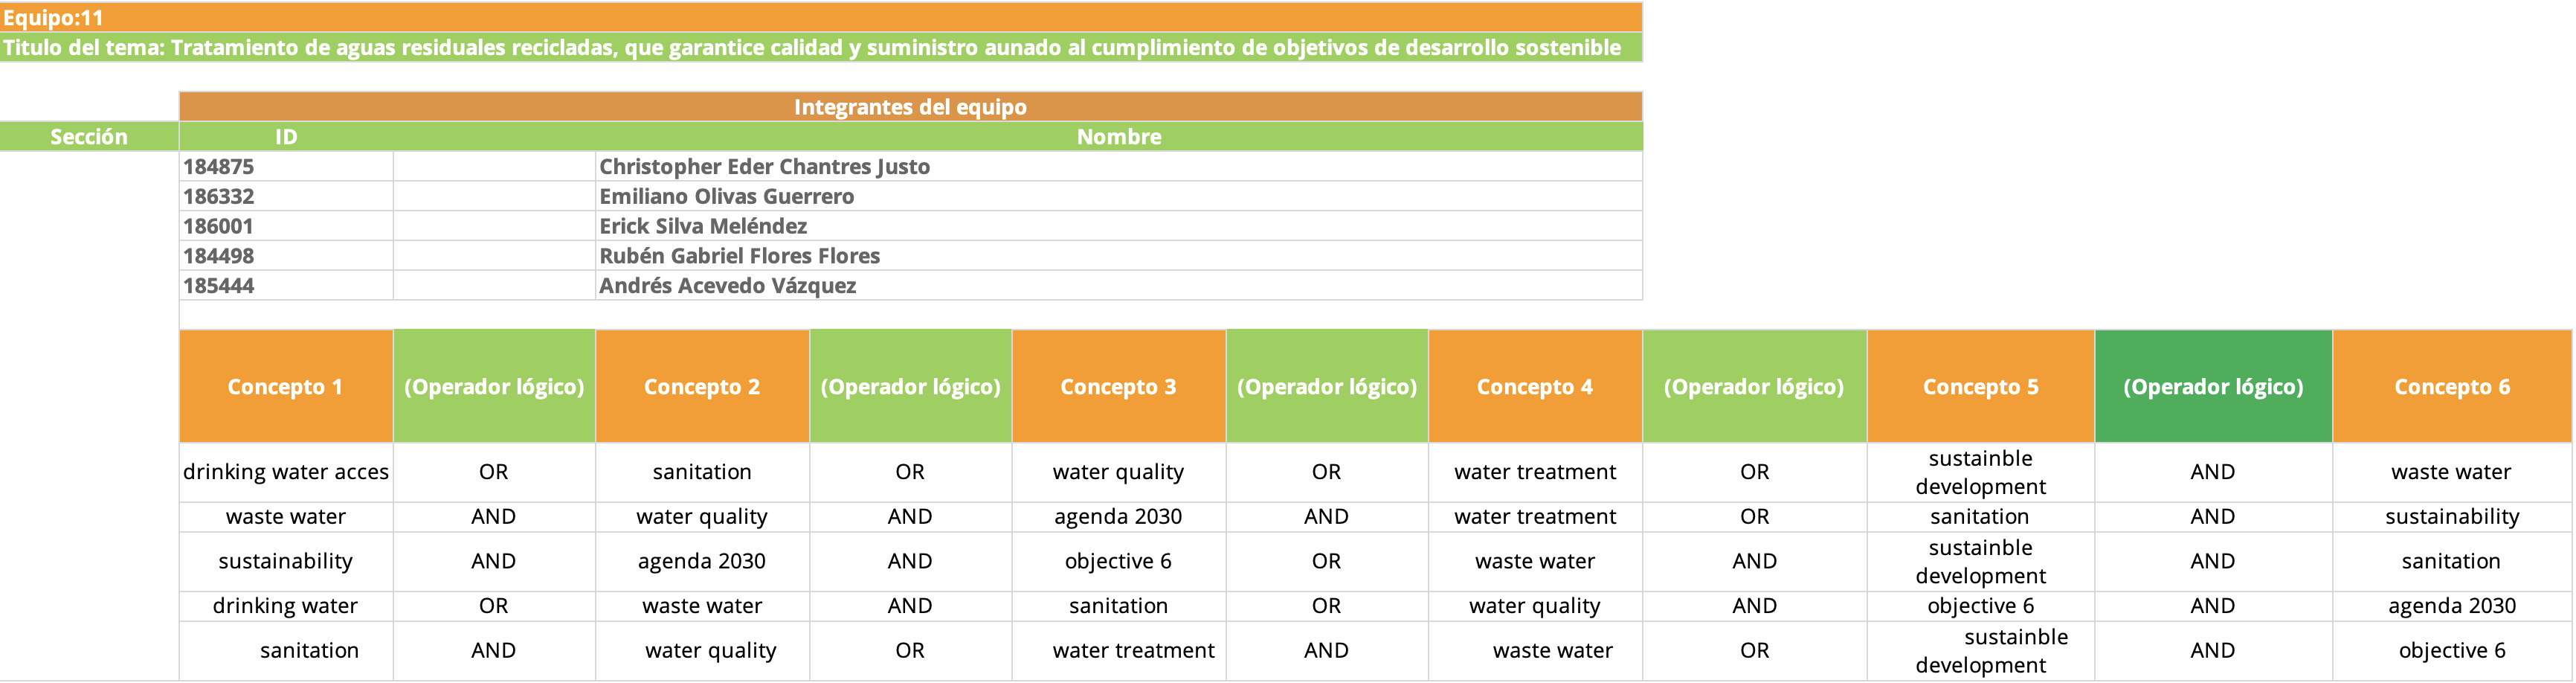 Equipo:11
Titulo del tema: Tratamiento de aguas residuales recicladas, que garantice calidad y suministro aunado al cumplimiento de objetivos de desarrollo sostenible
Integrantes del equipo
Sección ID Nombre
184875 Christopher Eder Chantres Justo
186332 Emiliano Olivas Guerrero
186001 Erick Silva Meléndez
184498 Rubén Gabriel Flores Flores
185444 Andrés Acevedo Vázquez
Concepto 1 (Operador lógico) Concepto 2 (Operador lógico) Concepto 3 (Operador lógico) Concepto 4 (Operador lógico) Concepto 5 (Operador lógico) Concepto 6
drinking water acces OR sanitation OR water quality OR water treatment OR sustainble development AND waste water
waste water AND water quality AND agenda 2030 AND water treatment OR sanitation AND sustainability
sustainability AND agenda 2030 AND objective 6 OR waste water AND sustainble development AND sanitation
drinking water OR waste water AND sanitation OR water quality AND objective 6 AND agenda 2030
sanitation AND water quality OR water treatment AND waste water OR sustainble development AND objective 6